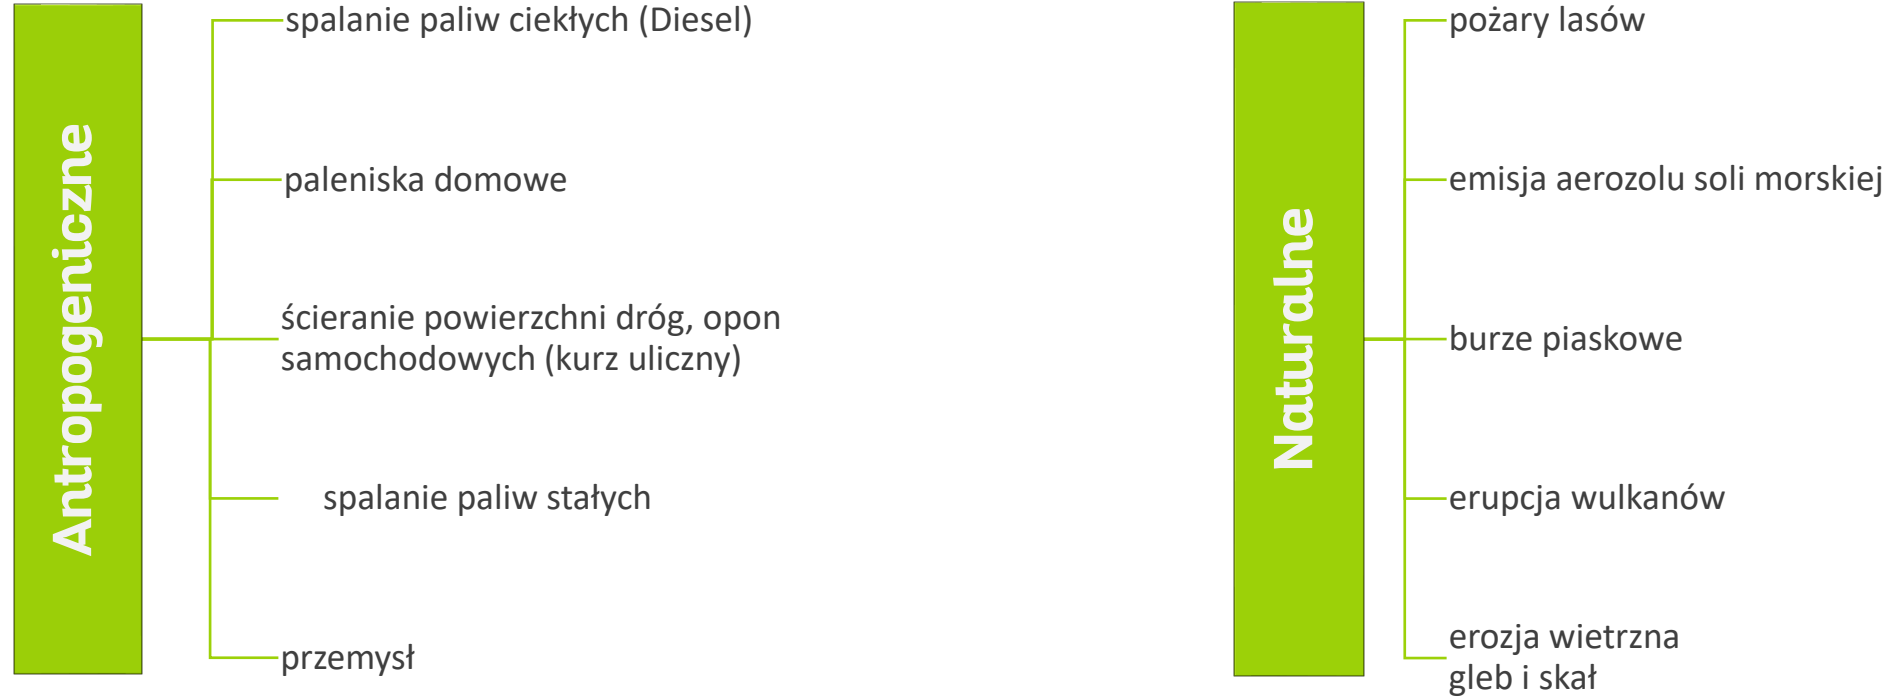 Antropogeniczne
spalanie paliw ciekłych (Diesel)
paleniska domowe
ścieranie powierzchni dróg, opon
samochodowych (kurz uliczny)
spalanie paliw stałych
przemysł
Naturalne
pożary lasów
emisja aerozolu soli morskiej
burze piaskowe
erupcja wulkanów
erozja wietrzna
gleb i skał